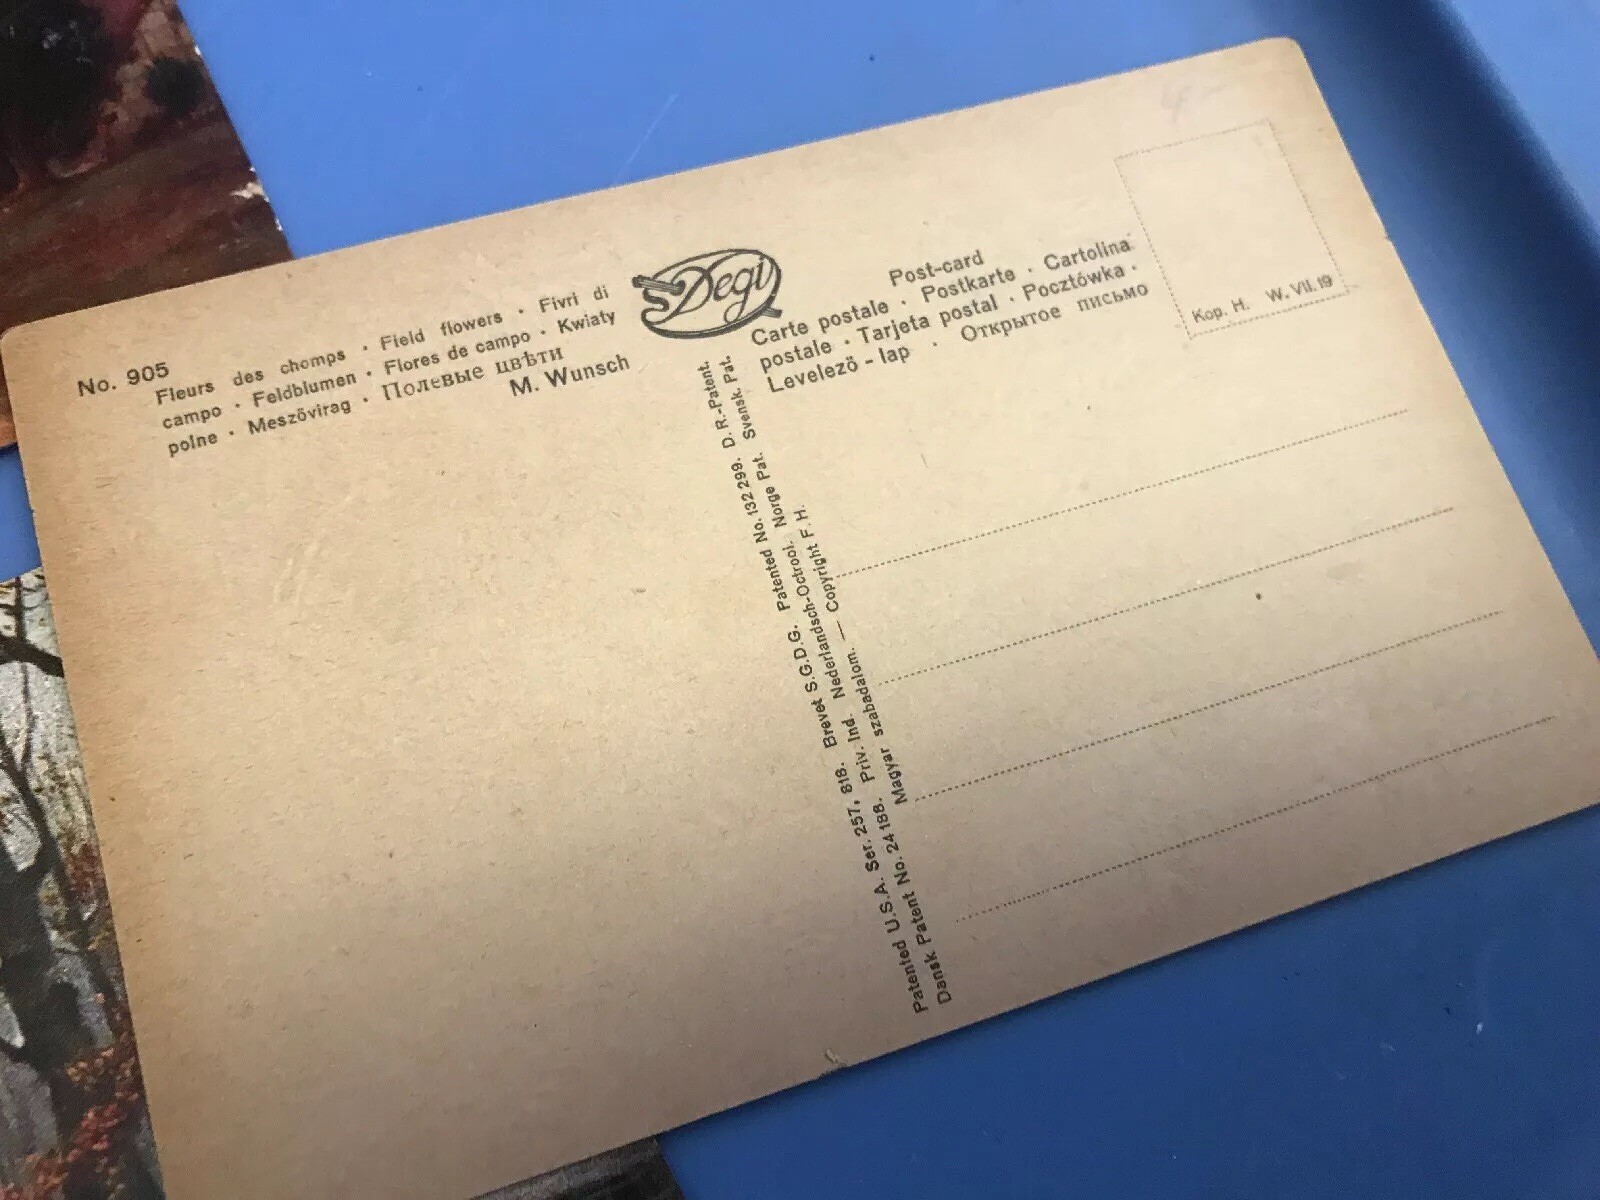 No. 905
Fleurs des chomps · Field flowers · Fivri di
campo · Feldblumen · Flores de campo · Kwiaty
polne · Meszövirag · Полевые цвѣти
M. Wunsch
Degi
Post-card
Carte postale · Postkarte · Cartolina
postale · Tarjeta postal · Pocztówka ·
Levelezö - lap · Открытое письмо
Kop. H. W. VII. 19
Patented U.S.A. Ser. 257, 818. Brevet S.G.D.G. Patented No. 132 299. D.R.-Patent.
Dansk Patent No. 24 188. Priv. Ind. Nederlandsch-Octrooi. Norge Pat. Svensk. Pat.
Magyar szabadalom. — Copyright F. H.